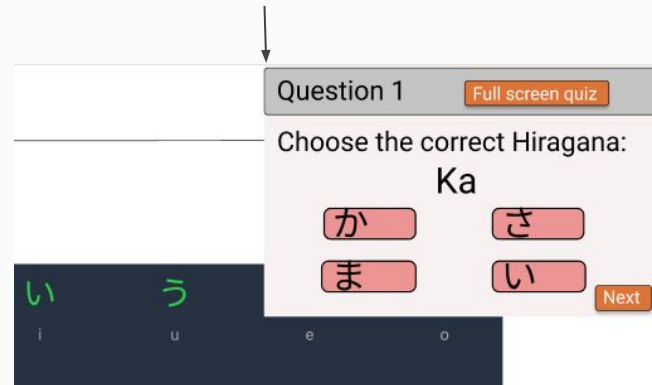 Question 1 Full screen quiz
Choose the correct Hiragana:
Ka
か さ
ま い
Next
い う
i u e o